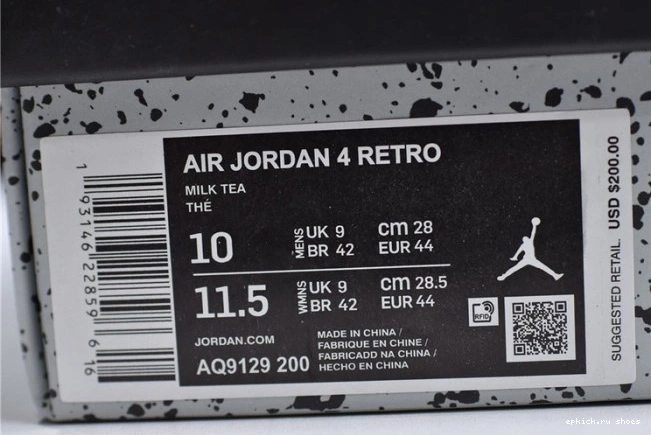 AIR JORDAN 4 RETRO
MILK TEA
THÉ
10 MENS UK 9 cm 28
BR 42 EUR 44
11.5 WMNS UK 9 cm 28.5
BR 42 EUR 44
JORDAN.COM
AQ9129 200
MADE IN CHINA /
FABRIQUE EN CHINE /
FABRICADD NA CHINA /
HECHO EN CHINA
RFID
SUGGESTED RETAIL. USD $200.00
1 93146 22859 6 16
epkick.ru shoes